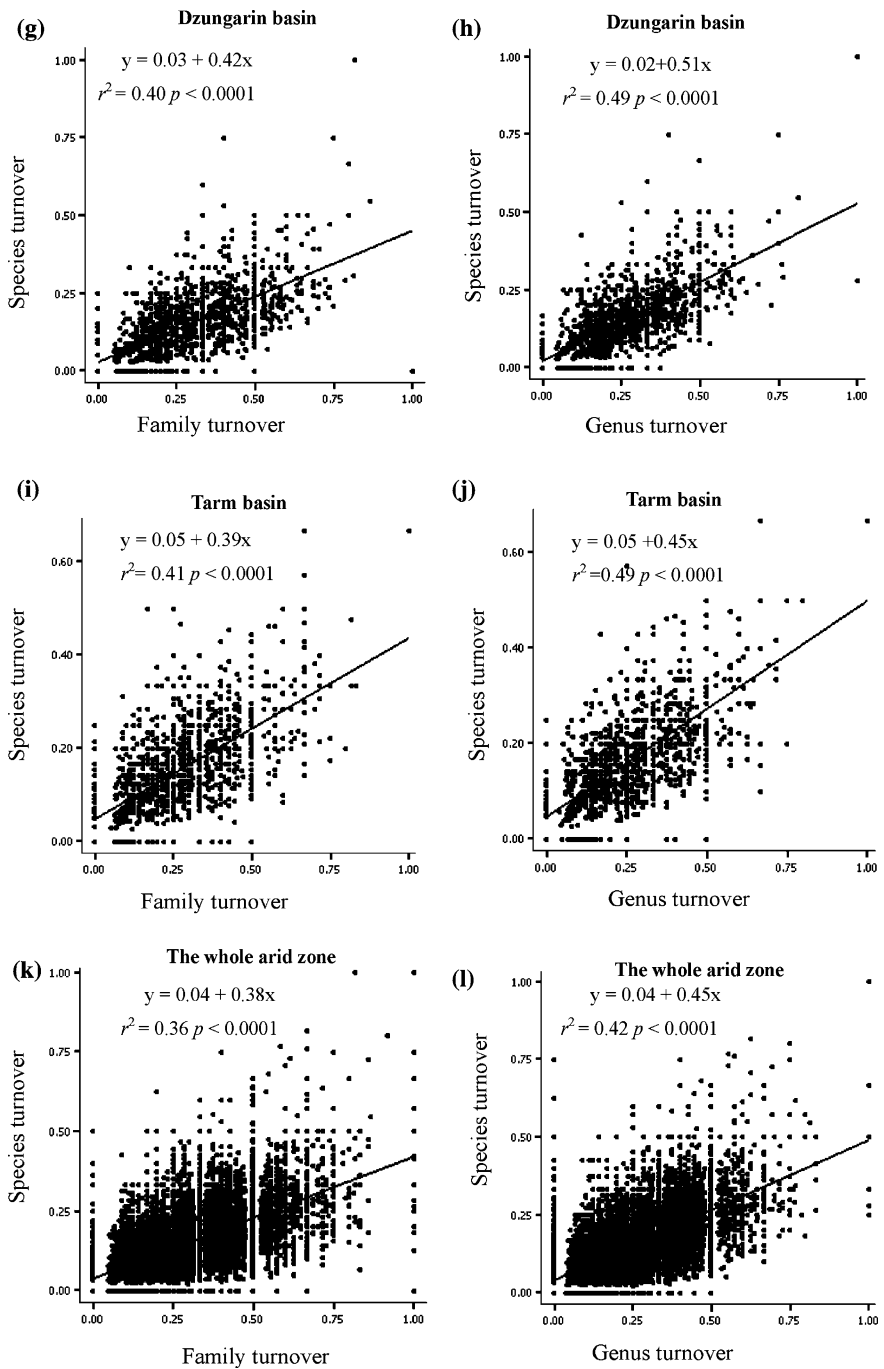 (g)
Dzungarin basin
y = 0.03 + 0.42x
r² = 0.40 p < 0.0001
Species turnover
1.00
0.75
0.50
0.25
0.00
0.00 0.25 0.50 0.75 1.00
Family turnover
(h)
Dzungarin basin
y = 0.02+0.51x
r² = 0.49 p < 0.0001
Species turnover
1.00
0.75
0.50
0.25
0.00
0.00 0.25 0.50 0.75 1.00
Genus turnover
(i)
Tarm basin
y = 0.05 + 0.39x
r²= 0.41 p < 0.0001
Species turnover
0.60
0.40
0.20
0.00
0.00 0.25 0.50 0.75 1.00
Family turnover
(j)
Tarm basin
y = 0.05 +0.45x
r² =0.49 p < 0.0001
Species turnover
0.60
0.40
0.20
0.00
0.00 0.25 0.50 0.75 1.00
Genus turnover
(k)
The whole arid zone
y = 0.04 + 0.38x
r² = 0.36 p < 0.0001
Species turnover
1.00
0.75
0.50
0.25
0.00
0.00 0.25 0.50 0.75 1.00
Family turnover
(l)
The whole arid zone
y = 0.04 + 0.45x
r² = 0.42 p < 0.0001
Species turnover
1.00
0.75
0.50
0.25
0.00
0.00 0.25 0.50 0.75 1.00
Genus turnover